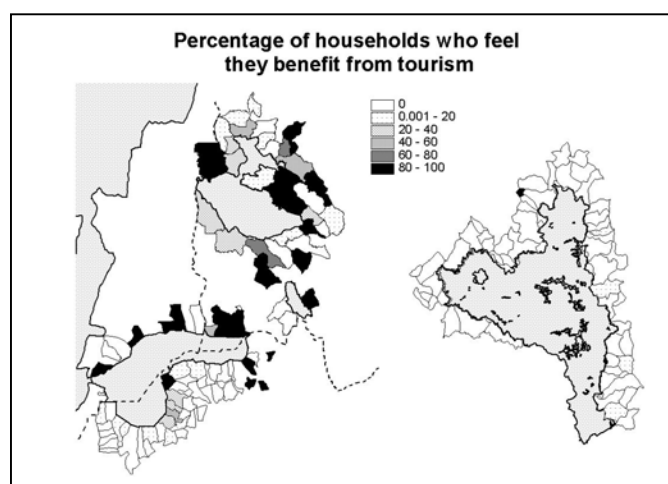 Percentage of households who feel
they benefit from tourism
0
0.001 - 20
20 - 40
40 - 60
60 - 80
80 - 100